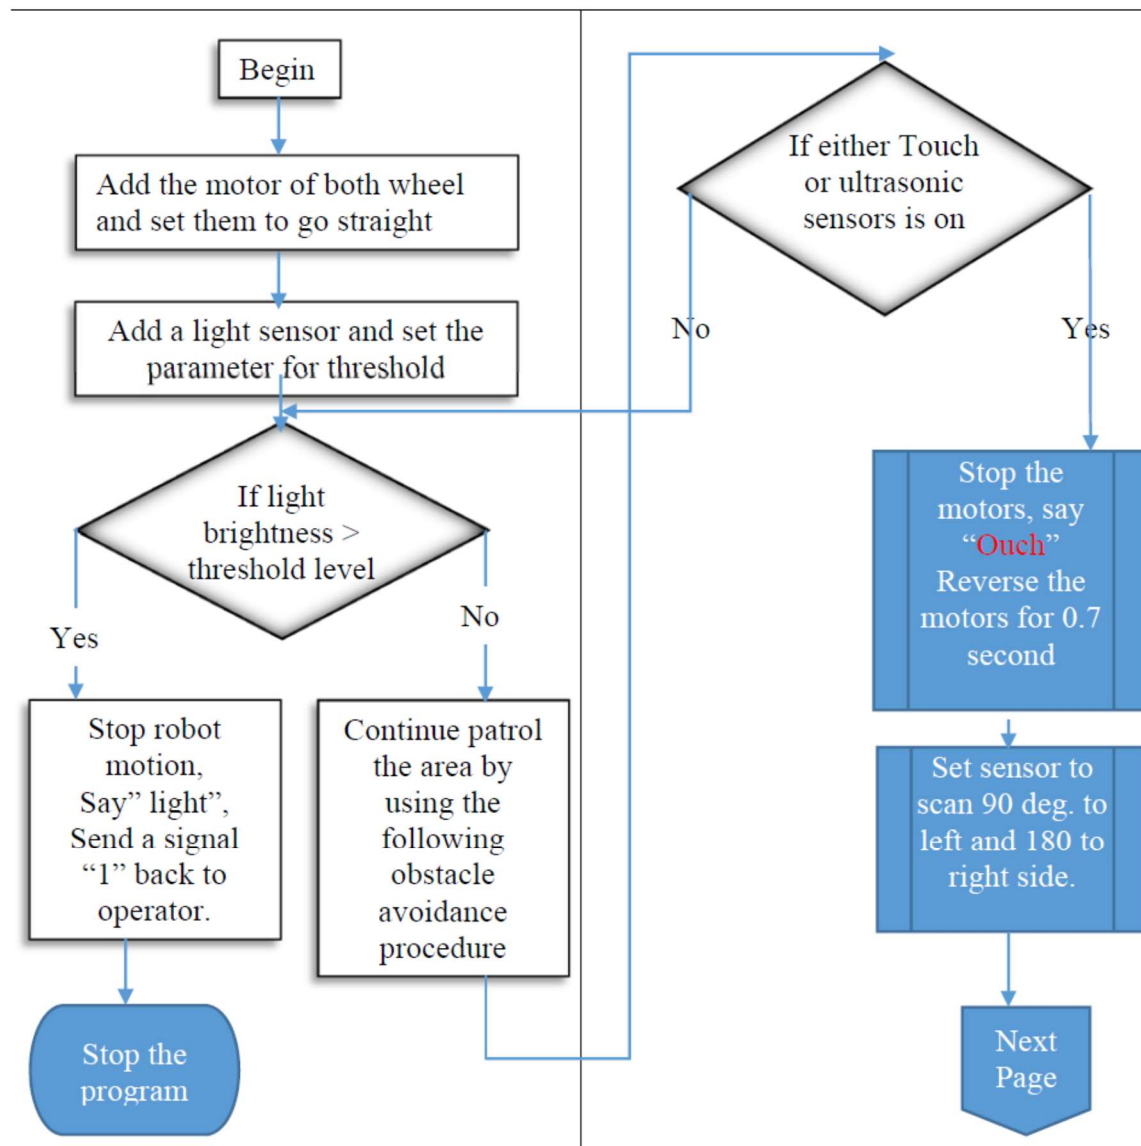 Begin
Add the motor of both wheel
and set them to go straight
Add a light sensor and set the
parameter for threshold
If light
brightness >
threshold level
Yes
No
Stop robot
motion,
Say” light”,
Send a signal
“1” back to
operator.
Continue patrol
the area by
using the
following
obstacle
avoidance
procedure
Stop the
program
If either Touch
or ultrasonic
sensors is on
No
Yes
Stop the
motors, say
“Ouch”
Reverse the
motors for 0.7
second
Set sensor to
scan 90 deg. to
left and 180 to
right side.
Next
Page